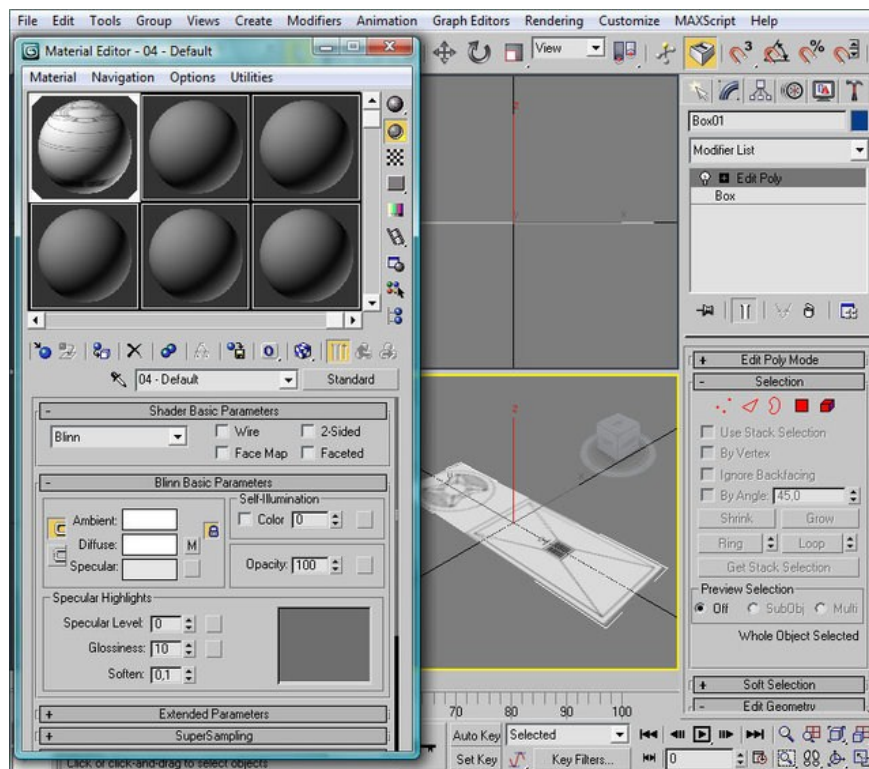 File Edit Tools Group Views Create Modifiers Animation Graph Editors Rendering Customize MAXScript Help
Material Editor - 04 - Default
Material Navigation Options Utilities
04 - Default Standard
Shader Basic Parameters
Blinn Wire 2-Sided
Face Map Faceted
Blinn Basic Parameters
Self-Illumination
Ambient: Color 0
Diffuse: M
Specular: Opacity: 100
Specular Highlights
Specular Level: 0
Glossiness: 10
Soften: 0,1
+ Extended Parameters
+ SuperSampling
View
3
%
Box01
Modifier List
Edit Poly
Box
+ Edit Poly Mode
- Selection
Use Stack Selection
By Vertex
Ignore Backfacing
By Angle: 45,0
Shrink Grow
Ring Loop
Get Stack Selection
Preview Selection
Off SubObj Multi
Whole Object Selected
+ Soft Selection
- Edit Geometry
z
x
z
70 80 90 100
Auto Key Selected
Set Key Key Filters... 0
Click or click-and-drag to select objects